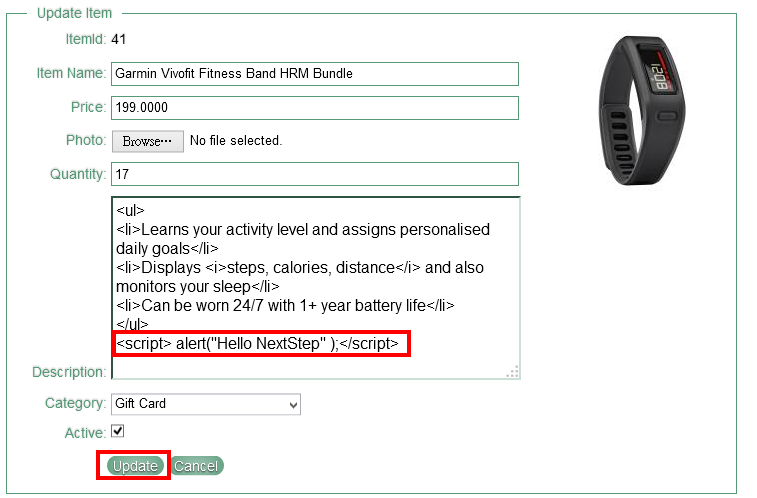 Update Item
ItemId: 41
Item Name: Garmin Vivofit Fitness Band HRM Bundle
Price: 199.0000
Photo: Browse… No file selected.
Quantity: 17
<ul>
<li>Learns your activity level and assigns personalised
daily goals</li>
<li>Displays <i>steps, calories, distance</i> and also
monitors your sleep</li>
<li>Can be worn 24/7 with 1+ year battery life</li>
</ul>
<script> alert("Hello NextStep" );</script>
Description:
Category: Gift Card
Active:
Update Cancel